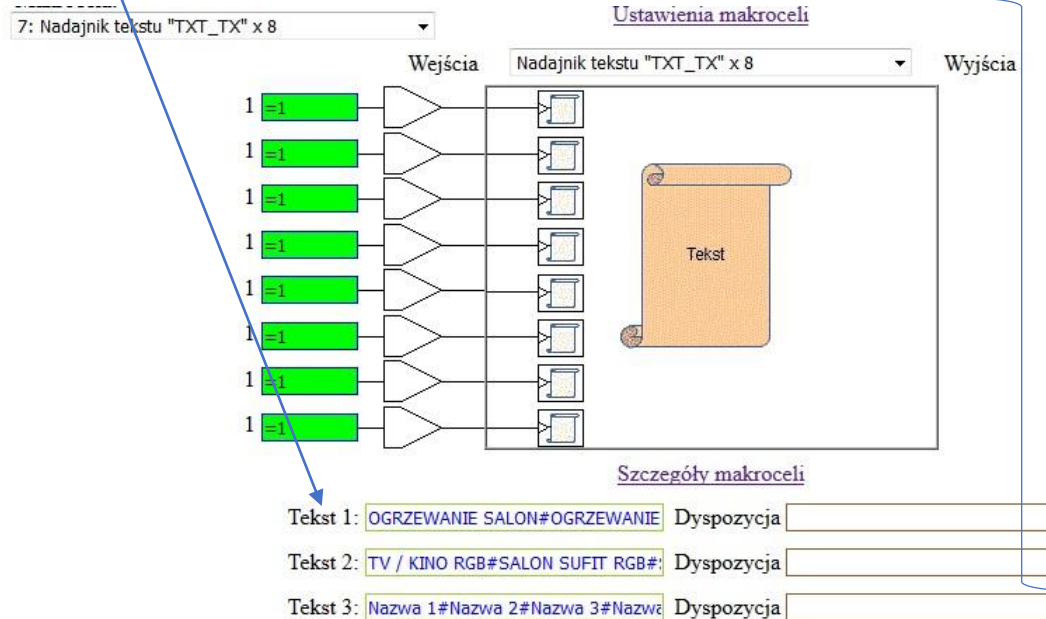 Ustawienia makroceli
7: Nadajnik tekstu "TXT_TX" x 8
Wejścia Nadajnik tekstu "TXT_TX" x 8 Wyjścia
1 =1
1 =1
1 =1
1 =1
1 =1
1 =1
1 =1
1 =1
Tekst
Szczegóły makroceli
Tekst 1: OGRZEWANIE SALON#OGRZEWANIE Dyspozycja
Tekst 2: TV / KINO RGB#SALON SUFIT RGB# Dyspozycja
Tekst 3: Nazwa 1#Nazwa 2#Nazwa 3#Nazwa Dyspozycja